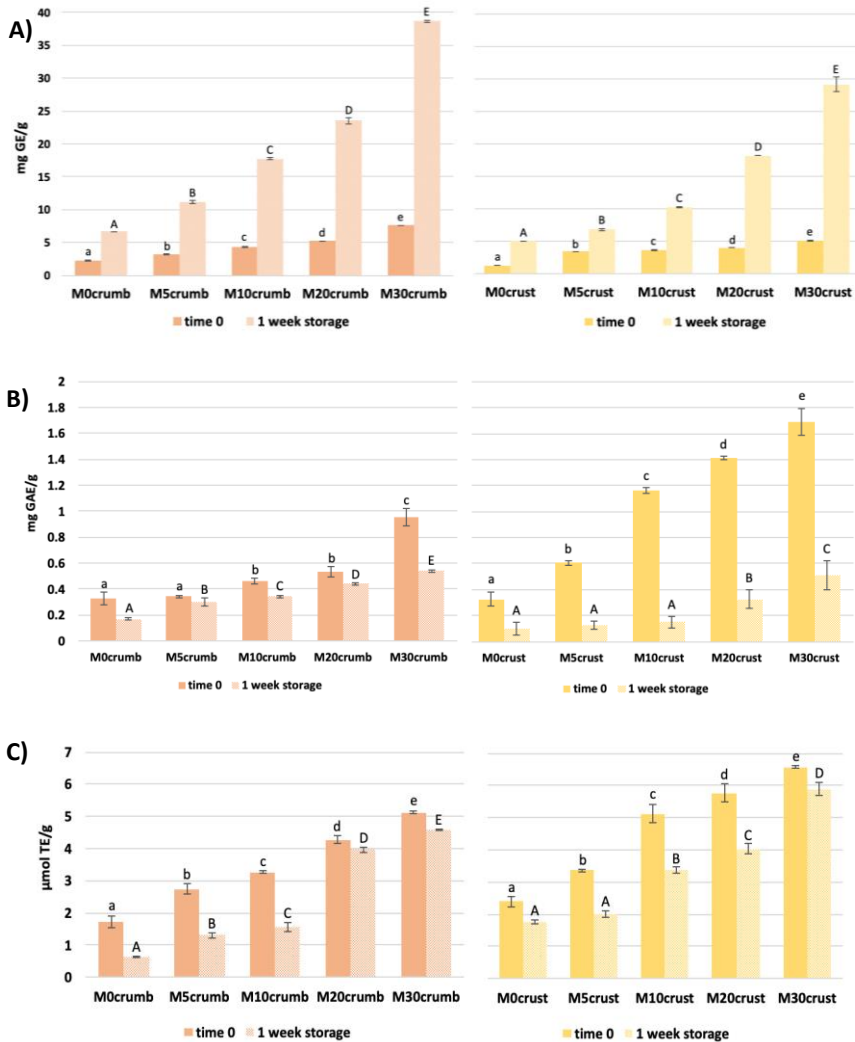 A)
mg GE/g
40
35
30
25
20
15
10
5
0
a A b B c C d D e E
M0crumb M5crumb M10crumb M20crumb M30crumb
time 0 1 week storage
a A b B c C d D e E
M0crust M5crust M10crust M20crust M30crust
time 0 1 week storage
B)
mg GAE/g
2
1.8
1.6
1.4
1.2
1
0.8
0.6
0.4
0.2
0
a A a B b C b D c E
M0crumb M5crumb M10crumb M20crumb M30crumb
time 0 1 week storage
a A b A c A d B e C
M0crust M5crust M10crust M20crust M30crust
time 0 1 week storage
C)
µmol TE/g
7
6
5
4
3
2
1
0
a A b B c C d D e E
M0crumb M5crumb M10crumb M20crumb M30crumb
time 0 1 week storage
a A b A c B d C e D
M0crust M5crust M10crust M20crust M30crust
time 0 1 week storage